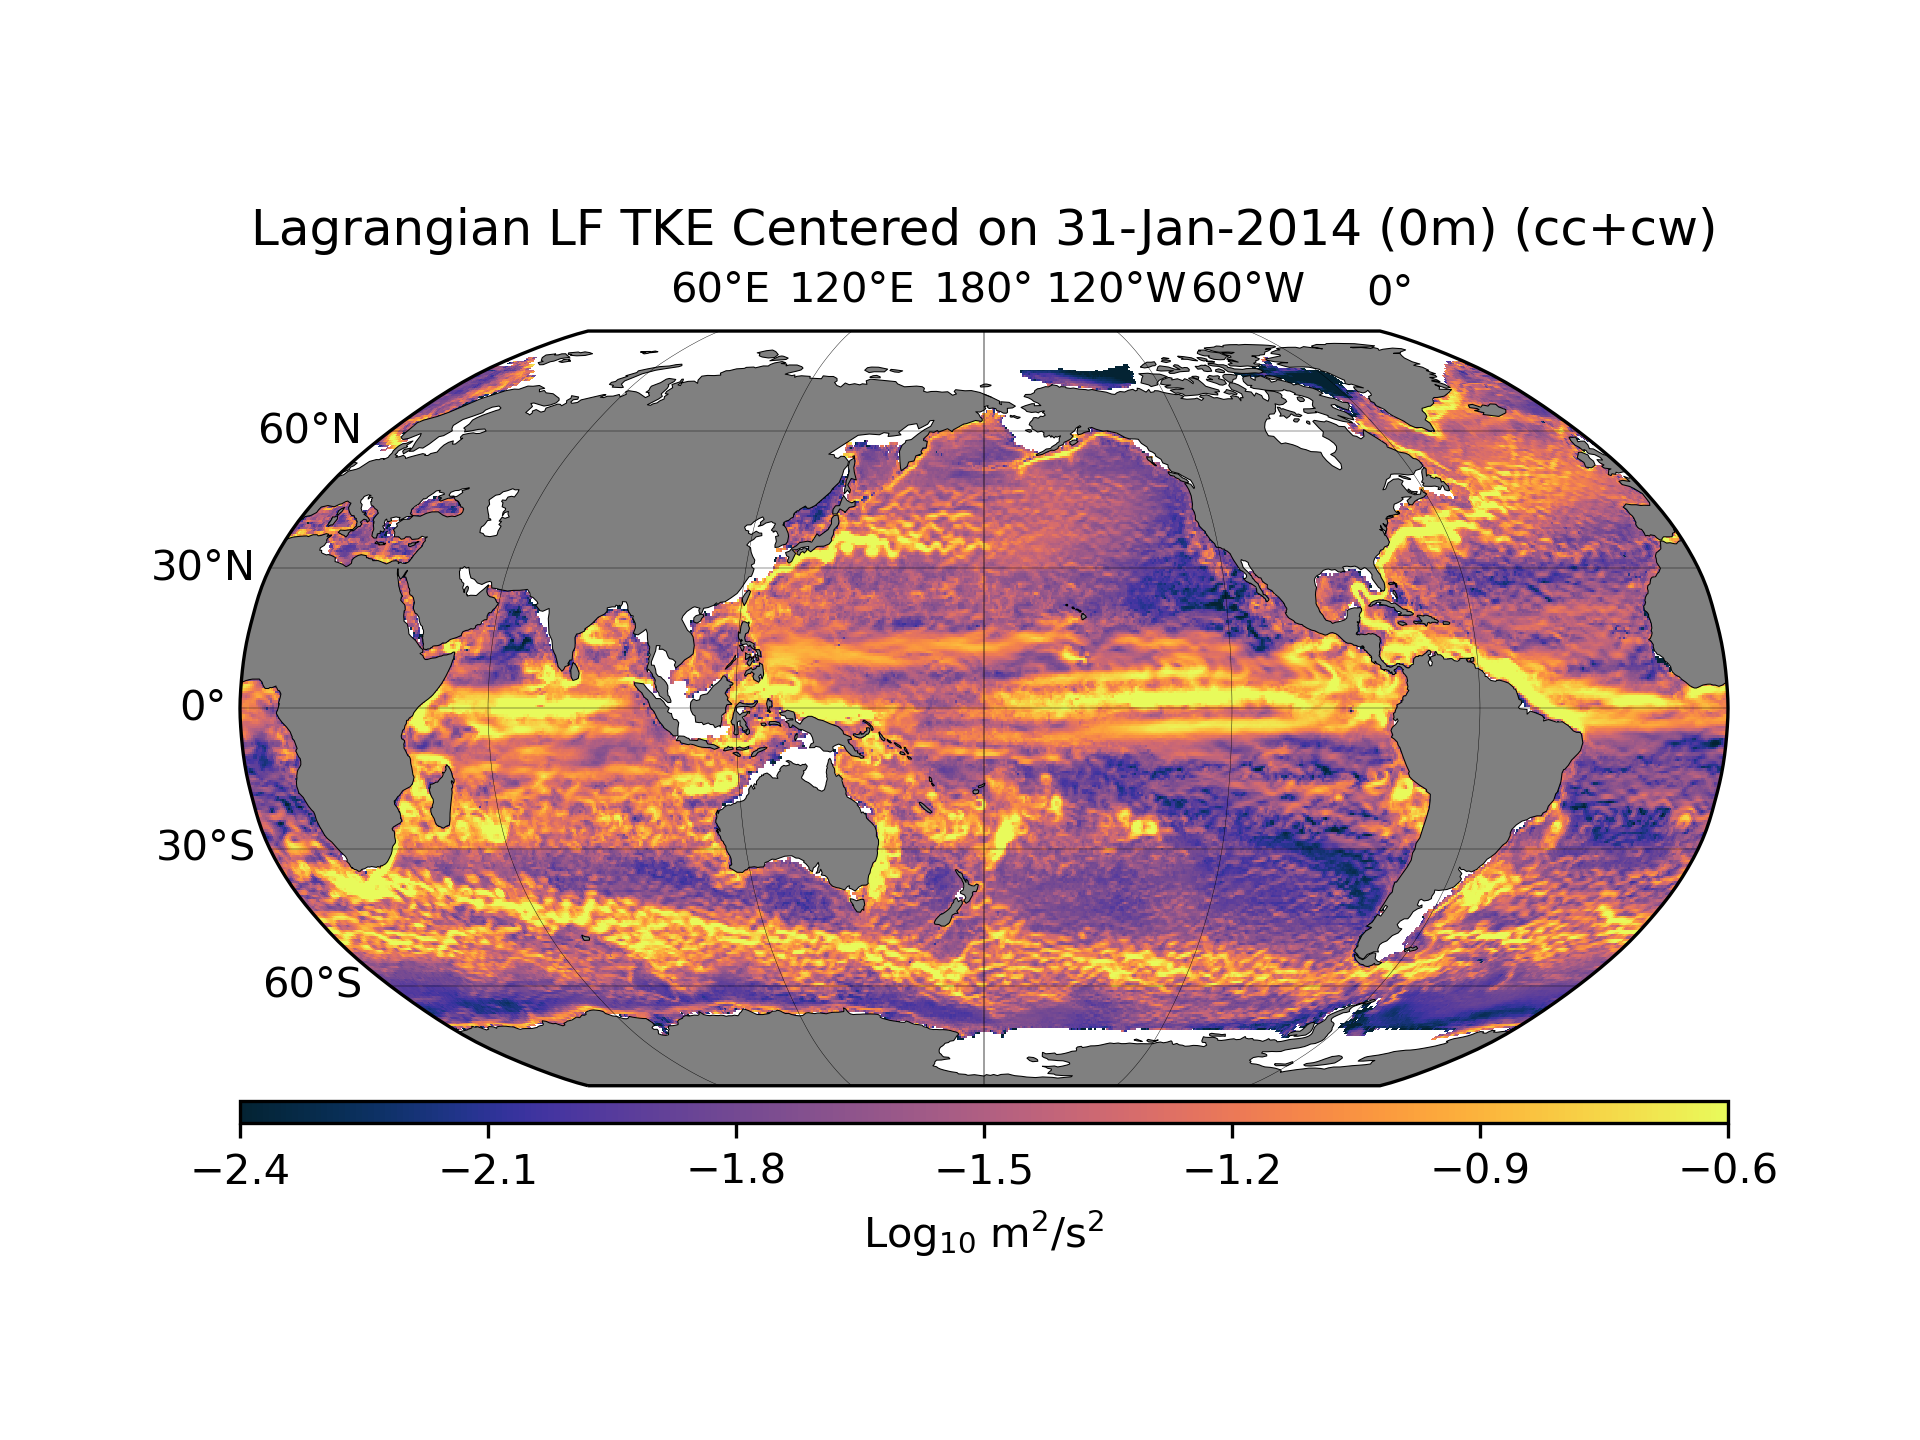 Lagrangian LF TKE Centered on 31-Jan-2014 (0m) (cc+cw)
60°E 120°E 180° 120°W 60°W 0°
60°N
30°N
0°
30°S
60°S
−2.4 −2.1 −1.8 −1.5 −1.2 −0.9 −0.6
Log₁₀ m²/s²